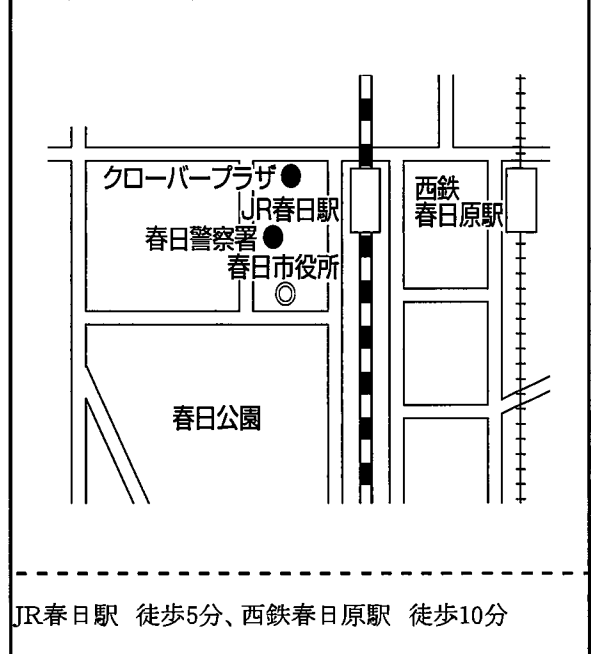 クローバープラザ
JR春日駅
西鉄
春日原駅
春日警察署
春日市役所
春日公園
JR春日駅 徒歩5分、西鉄春日原駅 徒歩10分